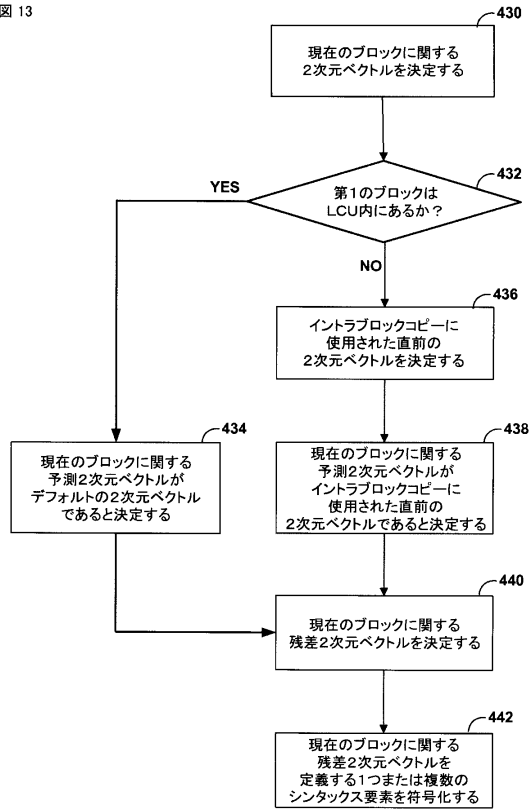 図 13
430
現在のブロックに関する
2次元ベクトルを決定する
432
第1のブロックは
LCU内にあるか？
YES
NO
436
イントラブロックコピーに
使用された直前の
2次元ベクトルを決定する
434
現在のブロックに関する
予測2次元ベクトルが
デフォルトの2次元ベクトル
であると決定する
438
現在のブロックに関する
予測2次元ベクトルが
イントラブロックコピーに
使用された直前の
2次元ベクトルであると決定する
440
現在のブロックに関する
残差2次元ベクトルを決定する
442
現在のブロックに関する
残差2次元ベクトルを
定義する1つまたは複数の
シンタックス要素を符号化する